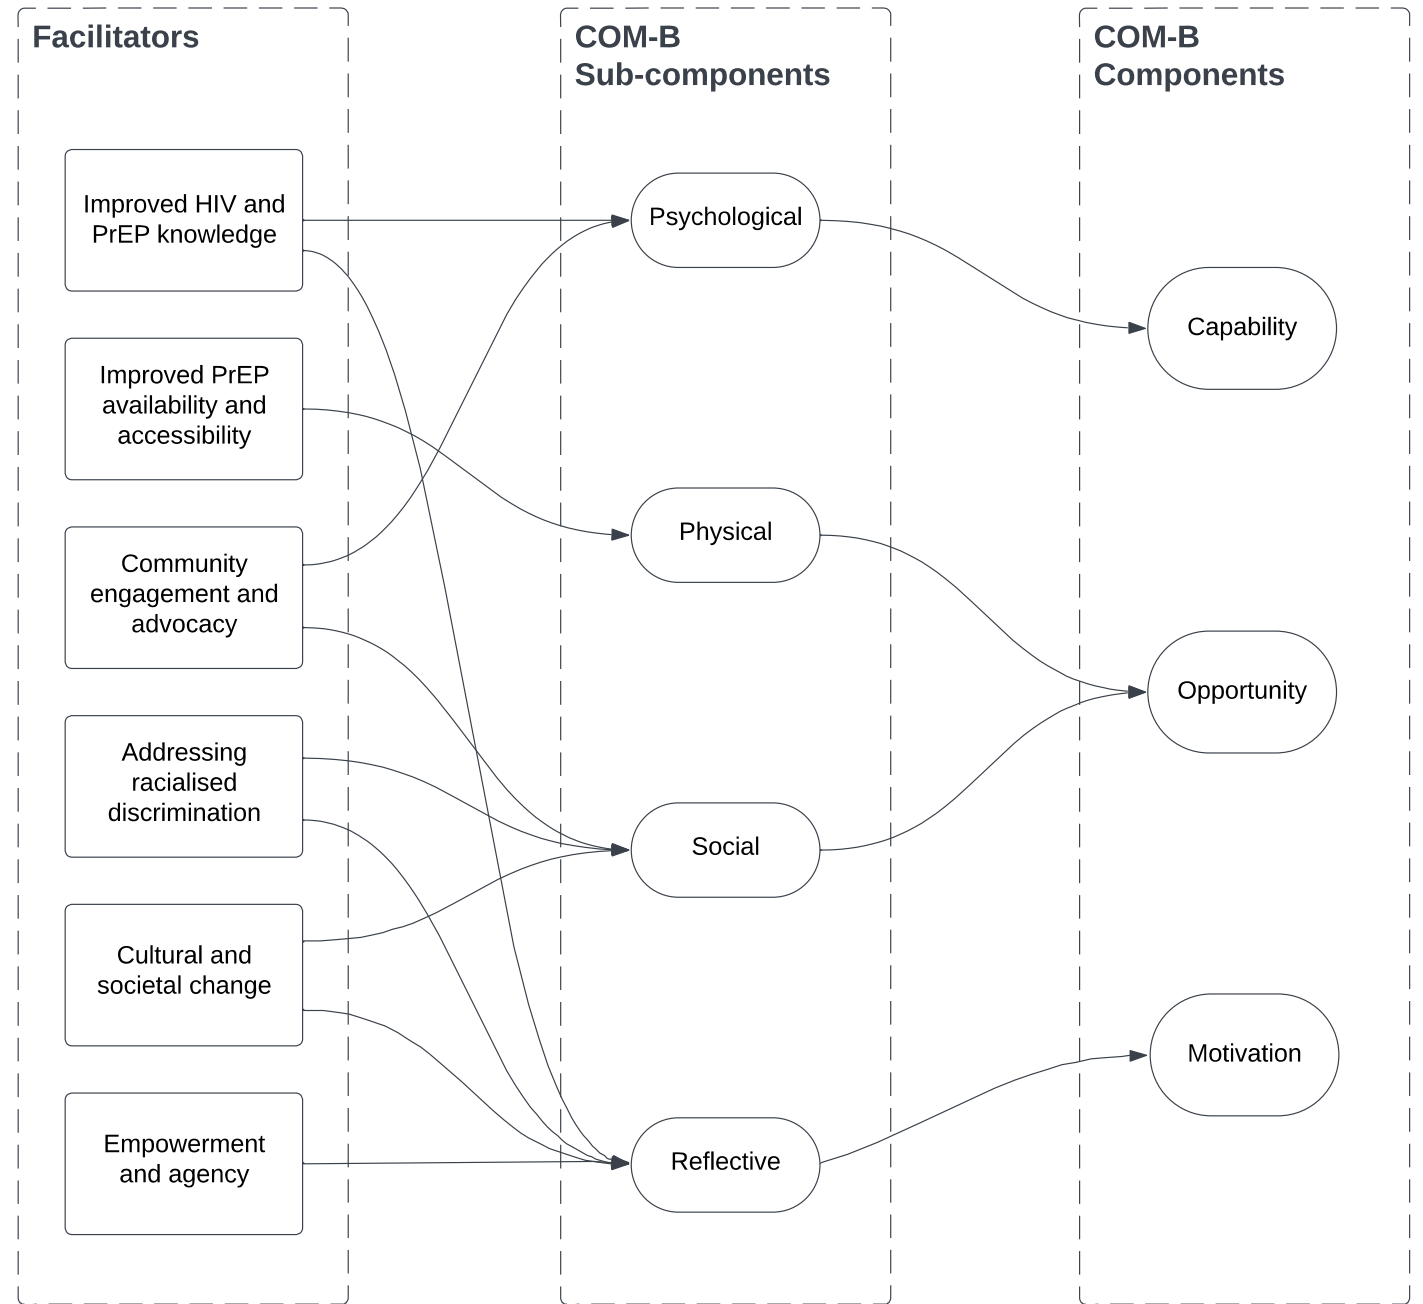 Facilitators
Improved HIV and
PrEP knowledge
Improved PrEP
availability and
accessibility
Community
engagement and
advocacy
Addressing
racialised
discrimination
Cultural and
societal change
Empowerment
and agency
COM-B
Sub-components
Psychological
Physical
Social
Reflective
COM-B
Components
Capability
Opportunity
Motivation